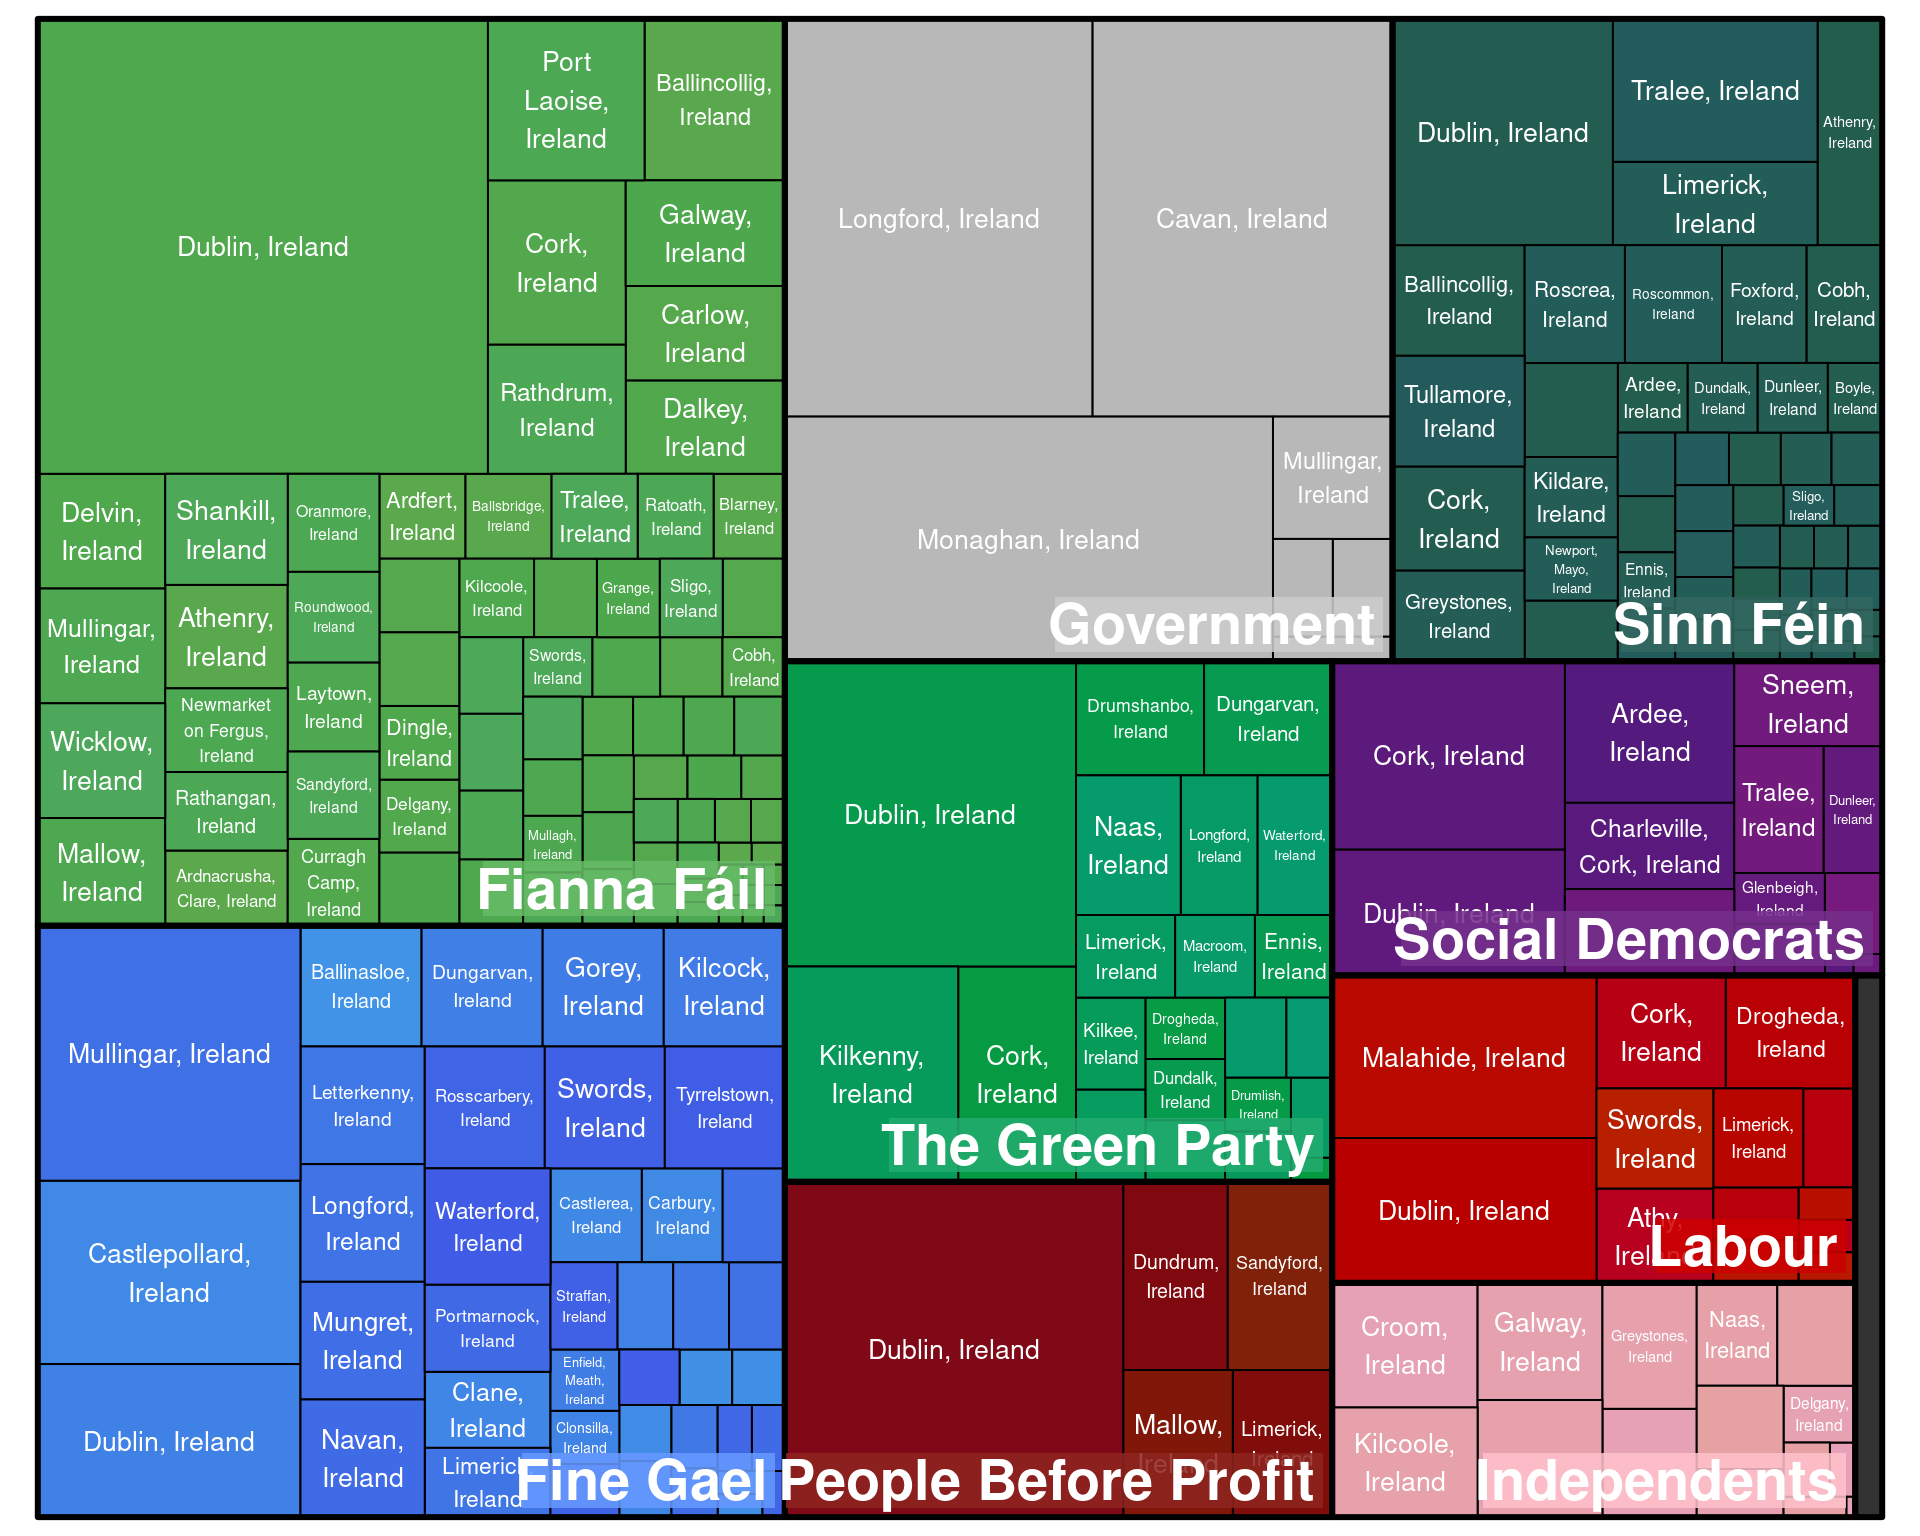 Dublin, Ireland
Port
Laoise,
Ireland
Ballincollig,
Ireland
Cork,
Ireland
Galway,
Ireland
Carlow,
Ireland
Rathdrum,
Ireland
Dalkey,
Ireland
Delvin,
Ireland
Shankill,
Ireland
Oranmore,
Ireland
Ardfert,
Ireland
Ballsbridge,
Ireland
Tralee,
Ireland
Ratoath,
Ireland
Blarney,
Ireland
Mullingar,
Ireland
Athenry,
Ireland
Roundwood,
Ireland
Kilcoole,
Ireland
Grange,
Ireland
Sligo,
Ireland
Wicklow,
Ireland
Newmarket
on Fergus,
Ireland
Laytown,
Ireland
Dingle,
Ireland
Swords,
Ireland
Cobh,
Ireland
Mallow,
Ireland
Rathangan,
Ireland
Sandyford,
Ireland
Delgany,
Ireland
Mullagh,
Ireland
Ardnacrusha,
Clare, Ireland
Curragh
Camp,
Ireland
Fianna Fáil
Longford, Ireland
Cavan, Ireland
Monaghan, Ireland
Mullingar,
Ireland
Government
Dublin, Ireland
Tralee, Ireland
Athenry,
Ireland
Limerick,
Ireland
Ballincollig,
Ireland
Roscrea,
Ireland
Roscommon,
Ireland
Foxford,
Ireland
Cobh,
Ireland
Tullamore,
Ireland
Ardee,
Ireland
Dundalk,
Ireland
Dunleer,
Ireland
Boyle,
Ireland
Cork,
Ireland
Kildare,
Ireland
Sligo,
Ireland
Newport,
Mayo,
Ireland
Ennis,
Ireland
Greystones,
Ireland
Sinn Féin
Mullingar, Ireland
Ballinasloe,
Ireland
Dungarvan,
Ireland
Gorey,
Ireland
Kilcock,
Ireland
Letterkenny,
Ireland
Rosscarbery,
Ireland
Swords,
Ireland
Tyrrelstown,
Ireland
Castlepollard,
Ireland
Longford,
Ireland
Waterford,
Ireland
Castlerea,
Ireland
Carbury,
Ireland
Mungret,
Ireland
Portmarnock,
Ireland
Straffan,
Ireland
Enfield,
Meath,
Ireland
Dublin, Ireland
Navan,
Ireland
Clane,
Ireland
Clonsilla,
Ireland
Limerick,
Ireland
Fine Gael
Dublin, Ireland
Drumshanbo,
Ireland
Dungarvan,
Ireland
Naas,
Ireland
Longford,
Ireland
Waterford,
Ireland
Limerick,
Ireland
Macroom,
Ireland
Ennis,
Ireland
Kilkenny,
Ireland
Cork,
Ireland
Kilkee,
Ireland
Drogheda,
Ireland
Dundalk,
Ireland
Drumlish,
Ireland
The Green Party
Cork, Ireland
Ardee,
Ireland
Sneem,
Ireland
Charleville,
Cork, Ireland
Tralee,
Ireland
Dunleer,
Ireland
Dublin, Ireland
Glenbeigh,
Ireland
Social Democrats
Dublin, Ireland
Dundrum,
Ireland
Sandyford,
Ireland
Mallow,
Ireland
Limerick,
Ireland
People Before Profit
Malahide, Ireland
Cork,
Ireland
Drogheda,
Ireland
Swords,
Ireland
Limerick,
Ireland
Dublin, Ireland
Athy,
Ireland
Labour
Croom,
Ireland
Galway,
Ireland
Greystones,
Ireland
Naas,
Ireland
Kilcoole,
Ireland
Delgany,
Ireland
Independents